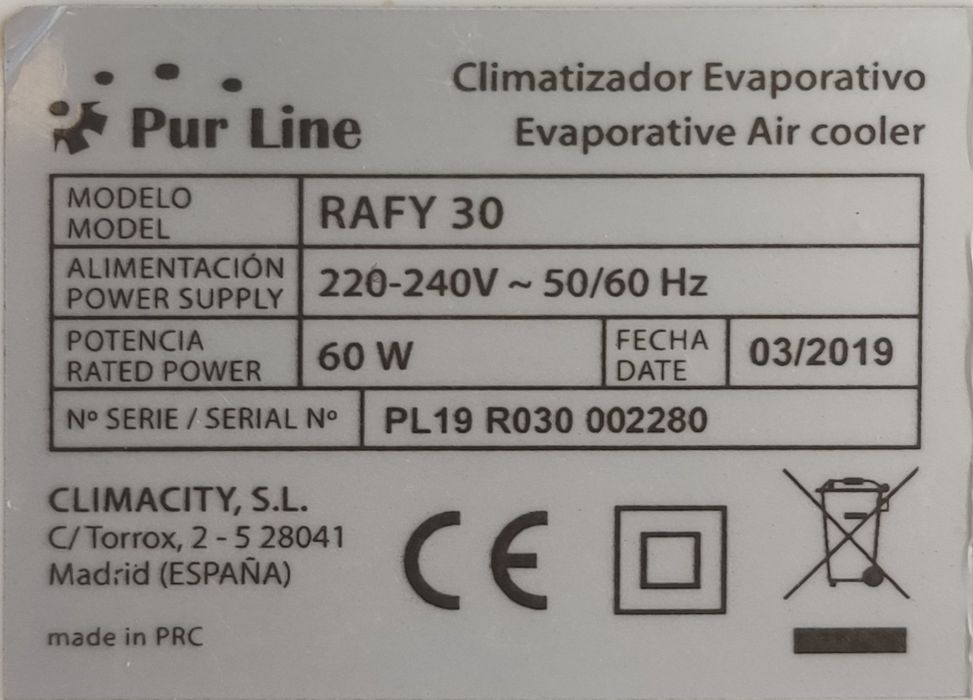 Pur Line
Climatizador Evaporativo
Evaporative Air cooler
MODELO
MODEL
RAFY 30
ALIMENTACIÓN
POWER SUPPLY
220-240V ~ 50/60 Hz
POTENCIA
RATED POWER
60 W
FECHA
DATE
03/2019
Nº SERIE / SERIAL Nº
PL19 R030 002280
CLIMACITY, S.L.
C/ Torrox, 2 - 5 28041
Madrid (ESPAÑA)
made in PRC
CE